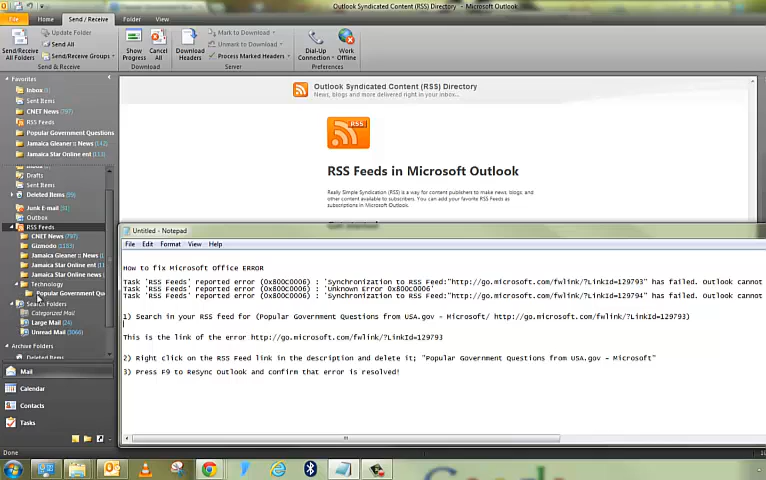 Outlook Syndicated Content (RSS) Directory - Microsoft Outlook
File Home Send / Receive Folder View
Update Folder
Send All
Send/Receive Groups
Send/Receive All Folders
Send & Receive
Show Progress
Cancel All
Download
Download Headers
Mark to Download
Unmark to Download
Process Marked Headers
Server
Dial-Up Connection
Work Offline
Preferences
Favorites
Inbox
Sent Items
CNET News (797)
RSS Feeds
Popular Government Questions
Jamaica Gleaner :: News (142)
Jamaica Star Online ent (113)
Drafts
Sent Items
Deleted Items (99)
Junk E-mail
Outbox
RSS Feeds
CNET News (797)
Gizmodo (1183)
Jamaica Gleaner :: News
Jamaica Star Online ent
Jamaica Star Online news
Technology
Popular Government Qu
Search Folders
Categorized Mail
Large Mail
Unread Mail
Archive Folders
Deleted Items
Mail
Calendar
Contacts
Tasks
Done
Outlook Syndicated Content (RSS) Directory
News, blogs and more delivered right in your inbox...
RSS
RSS Feeds in Microsoft Outlook
Really Simple Syndication (RSS) is a way for content publishers to make news, blogs, and
other content available to subscribers. You can add your favorite RSS Feeds as
subscriptions in Microsoft Outlook.
Untitled - Notepad
File Edit Format View Help
How to fix Microsoft Office ERROR
Task 'RSS Feeds' reported error (0x800C0006) : 'Synchronization to RSS Feed:"http://go.microsoft.com/fwlink/?LinkId=129793" has failed. Outlook cannot
Task 'RSS Feeds' reported error (0x800C0006) : 'Unknown Error 0x800C0006'
Task 'RSS Feeds' reported error (0x800C0006) : 'Synchronization to RSS Feed:"http://go.microsoft.com/fwlink/?LinkId=129794" has failed. Outlook cannot
1) Search in your RSS feed for (Popular Government Questions from USA.gov - Microsoft/ http://go.microsoft.com/fwlink/?LinkId=129793)
This is the link of the error http://go.microsoft.com/fwlink/?LinkId=129793
2) Right click on the RSS Feed link in the description and delete it; "Popular Government Questions from USA.gov - Microsoft"
3) Press F9 to ReSync Outlook and confirm that error is resolved!